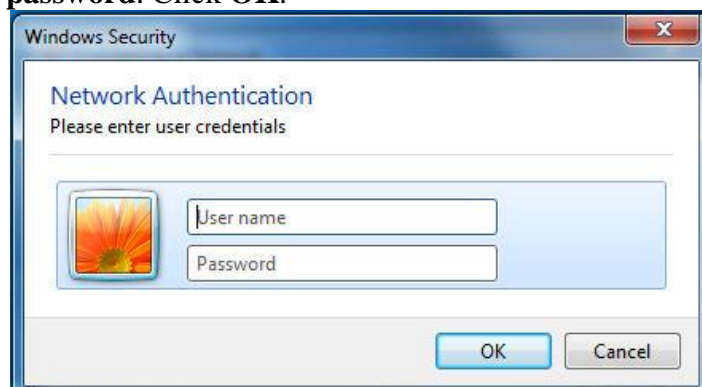 password. Click OK.
Windows Security
Network Authentication
Please enter user credentials
User name
Password
OK
Cancel